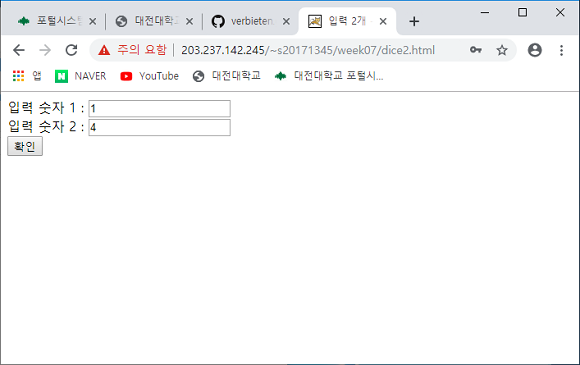 포털시스템 대전대학교 verbieten 입력 2개
주의 요함 203.237.142.245/~s20171345/week07/dice2.html
앱 NAVER YouTube 대전대학교 대전대학교 포털시...
입력 숫자 1 : 1
입력 숫자 2 : 4
확인